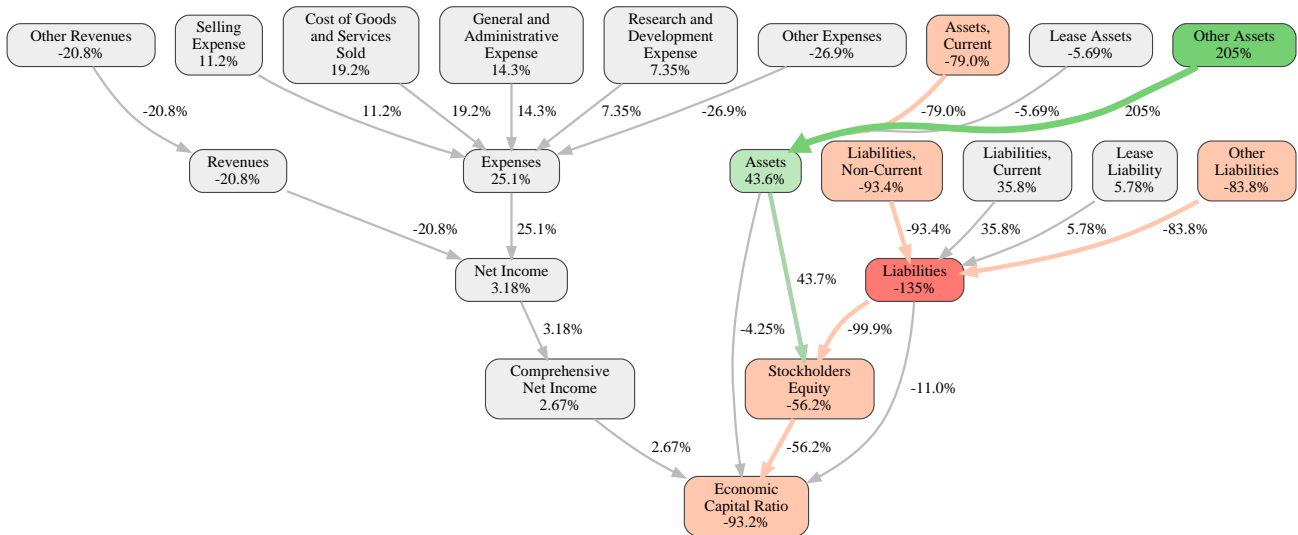 Other Revenues
-20.8%
Selling
Expense
11.2%
Cost of Goods
and Services
Sold
19.2%
General and
Administrative
Expense
14.3%
Research and
Development
Expense
7.35%
Other Expenses
-26.9%
Assets,
Current
-79.0%
Lease Assets
-5.69%
Other Assets
205%
-20.8%
11.2%
19.2%
14.3%
7.35%
-26.9%
-79.0%
-5.69%
205%
Revenues
-20.8%
Expenses
25.1%
Assets
43.6%
Liabilities,
Non-Current
-93.4%
Liabilities,
Current
35.8%
Lease
Liability
5.78%
Other
Liabilities
-83.8%
-20.8%
25.1%
-93.4%
35.8%
5.78%
-83.8%
Net Income
3.18%
43.7%
Liabilities
-135%
3.18%
-4.25%
-99.9%
Comprehensive
Net Income
2.67%
Stockholders
Equity
-56.2%
-11.0%
2.67%
-56.2%
Economic
Capital Ratio
-93.2%